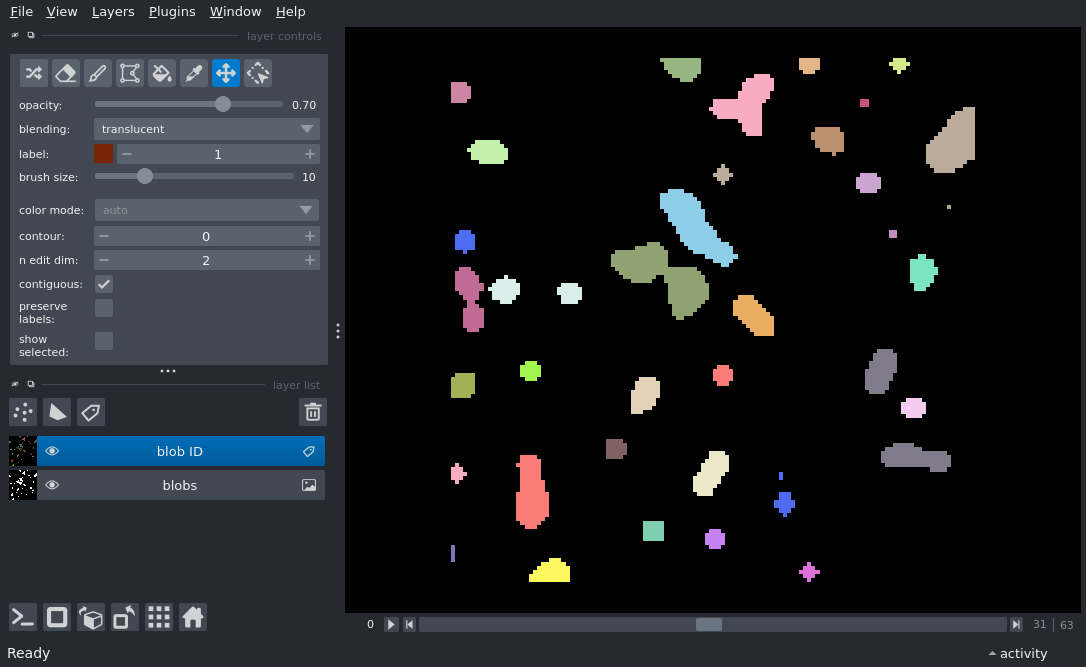 File View Layers Plugins Window Help
layer controls
opacity: 0.70
blending: translucent
label: 1
brush size: 10
color mode: auto
contour: 0
n edit dim: 2
contiguous:
preserve
labels:
show
selected:
layer list
blob ID
blobs
0 31 63
Ready activity